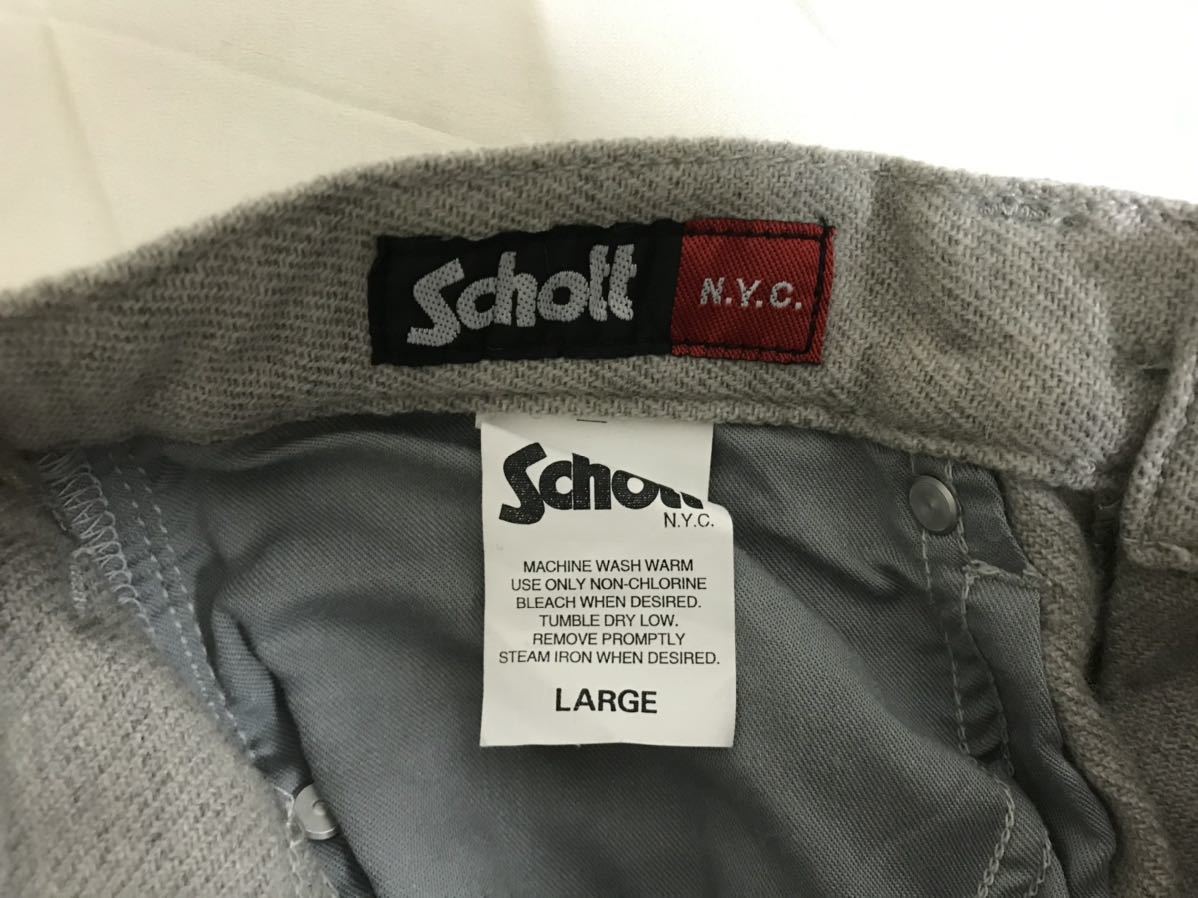 Schott N.Y.C.
Schott
N.Y.C.
MACHINE WASH WARM
USE ONLY NON-CHLORINE
BLEACH WHEN DESIRED.
TUMBLE DRY LOW.
REMOVE PROMPTLY
STEAM IRON WHEN DESIRED.
LARGE